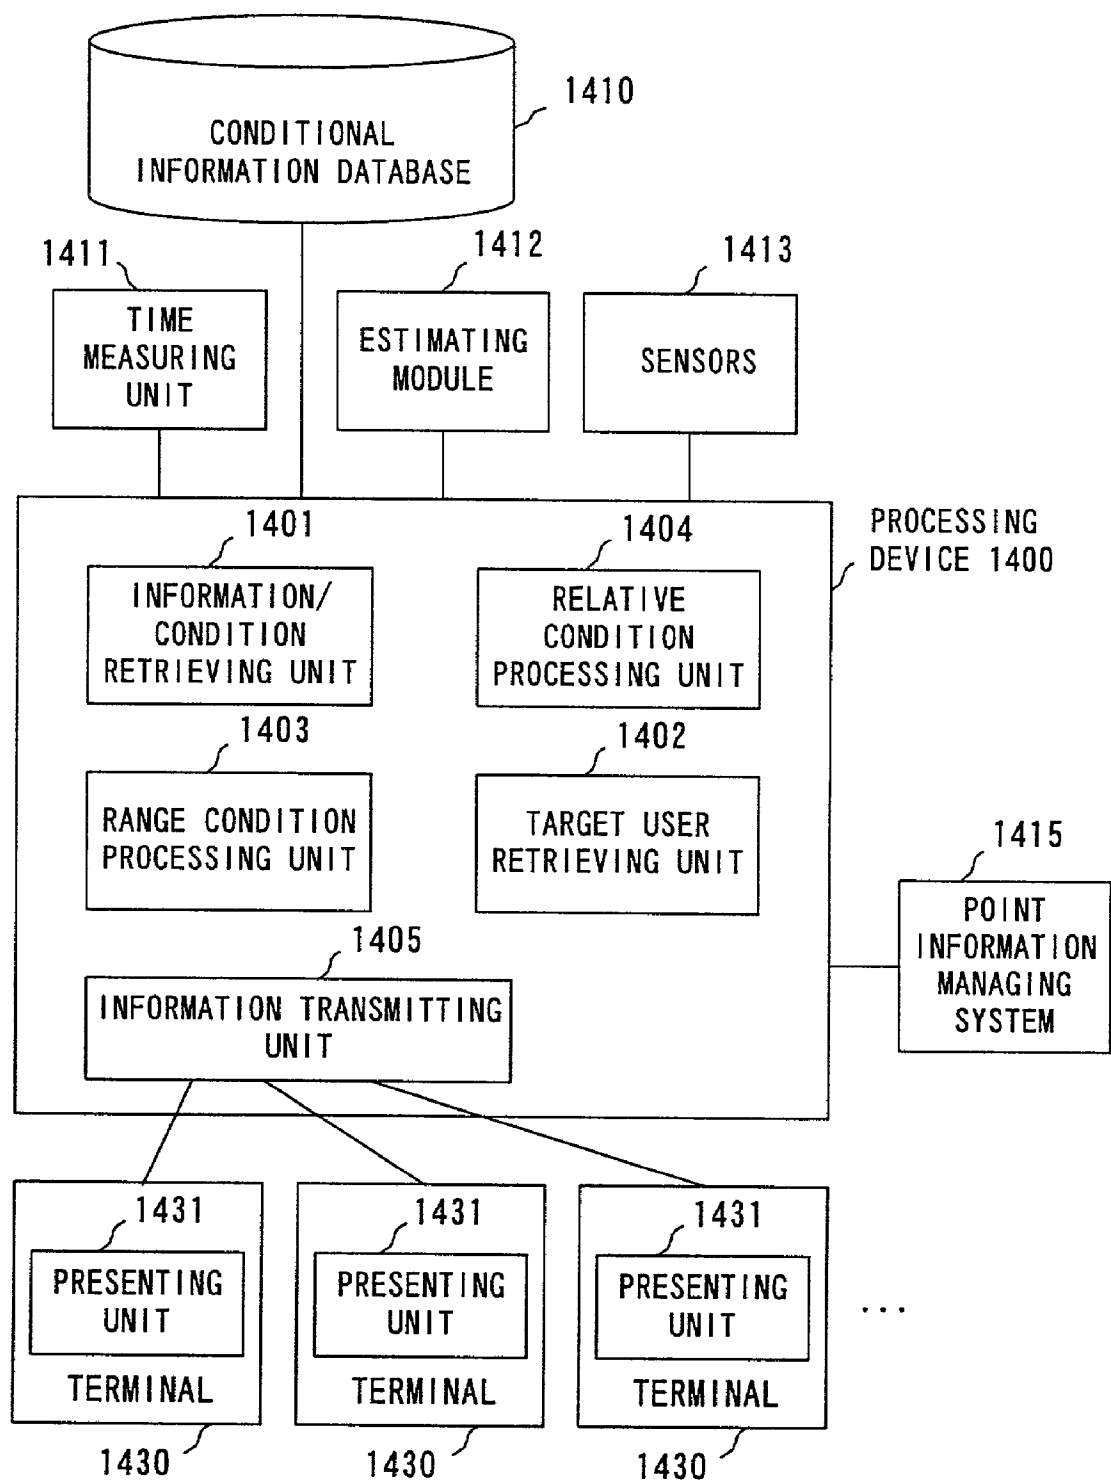 1410
CONDITIONAL
INFORMATION DATABASE
1411
1412
1413
TIME
MEASURING
UNIT
ESTIMATING
MODULE
SENSORS
1401
1404
PROCESSING
DEVICE 1400
INFORMATION/
CONDITION
RETRIEVING UNIT
RELATIVE
CONDITION
PROCESSING UNIT
1403
1402
RANGE CONDITION
PROCESSING UNIT
TARGET USER
RETRIEVING UNIT
1415
POINT
INFORMATION
MANAGING
SYSTEM
1405
INFORMATION TRANSMITTING
UNIT
1431
1431
1431
PRESENTING
UNIT
PRESENTING
UNIT
PRESENTING
UNIT
...
TERMINAL
TERMINAL
TERMINAL
1430
1430
1430